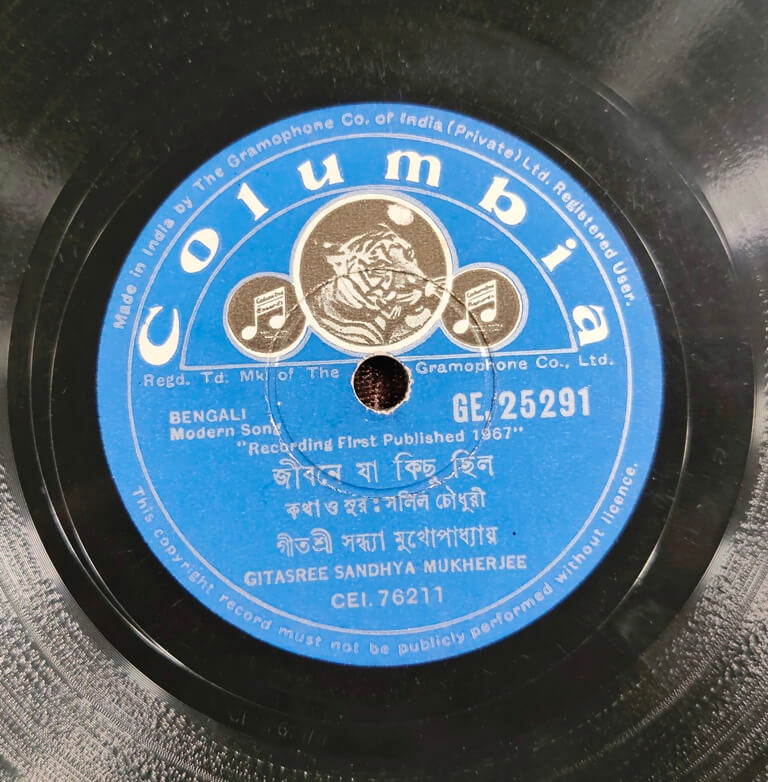 Made in India by The Gramophone Co. of India (Private) Ltd. Registered User.
Columbia
Regd. Td. Mk. of The Gramophone Co., Ltd.
BENGALI
Modern Song
GE. 25291
"Recording First Published 1967"
জীবনে যা কিছু ছিল
কথা ও সুর : সলিল চৌধুরী
গীতশ্রী সন্ধ্যা মুখোপাধ্যায়
GITASREE SANDHYA MUKHERJEE
CEI. 76211
This copyright record must not be publicly performed without licence.